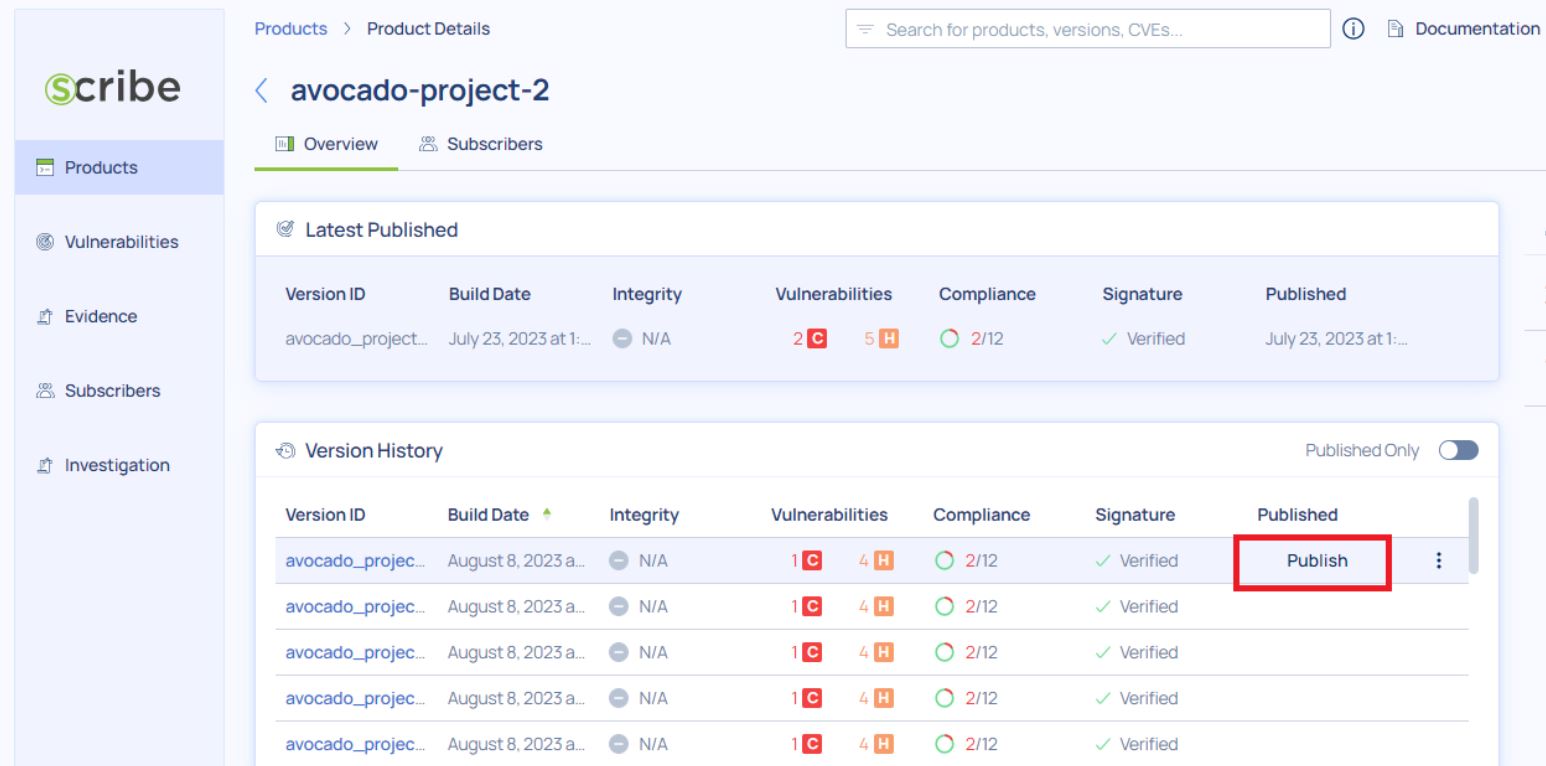 Products > Product Details
Search for products, versions, CVEs...
Documentation
scribe
avocado-project-2
Overview
Subscribers
Products
Vulnerabilities
Evidence
Subscribers
Investigation
Latest Published
Version ID Build Date Integrity Vulnerabilities Compliance Signature Published
avocado_project... July 23, 2023 at 1:... N/A 2 C 5 H 2/12 Verified July 23, 2023 at 1:...
Version History
Published Only
Version ID Build Date Integrity Vulnerabilities Compliance Signature Published
avocado_projec... August 8, 2023 a... N/A 1 C 4 H 2/12 Verified Publish
avocado_projec... August 8, 2023 a... N/A 1 C 4 H 2/12 Verified
avocado_projec... August 8, 2023 a... N/A 1 C 4 H 2/12 Verified
avocado_projec... August 8, 2023 a... N/A 1 C 4 H 2/12 Verified
avocado_projec... August 8, 2023 a... N/A 1 C 4 H 2/12 Verified